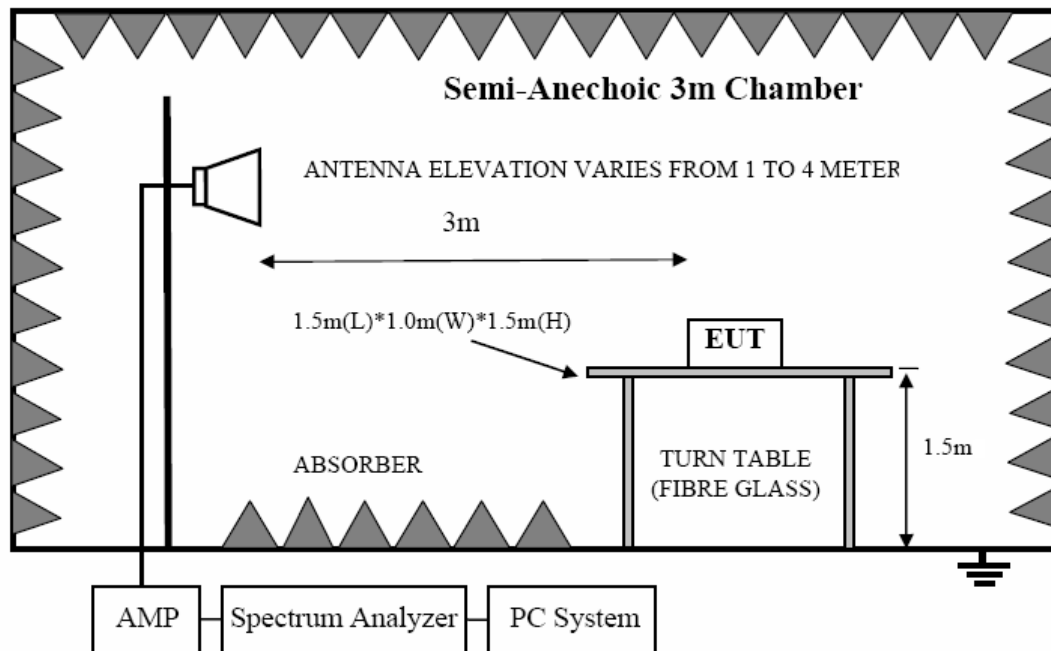 Semi-Anechoic 3m Chamber
ANTENNA ELEVATION VARIES FROM 1 TO 4 METER
3m
1.5m(L)*1.0m(W)*1.5m(H)
EUT
ABSORBER
TURN TABLE
(FIBRE GLASS)
1.5m
AMP
Spectrum Analyzer
PC System